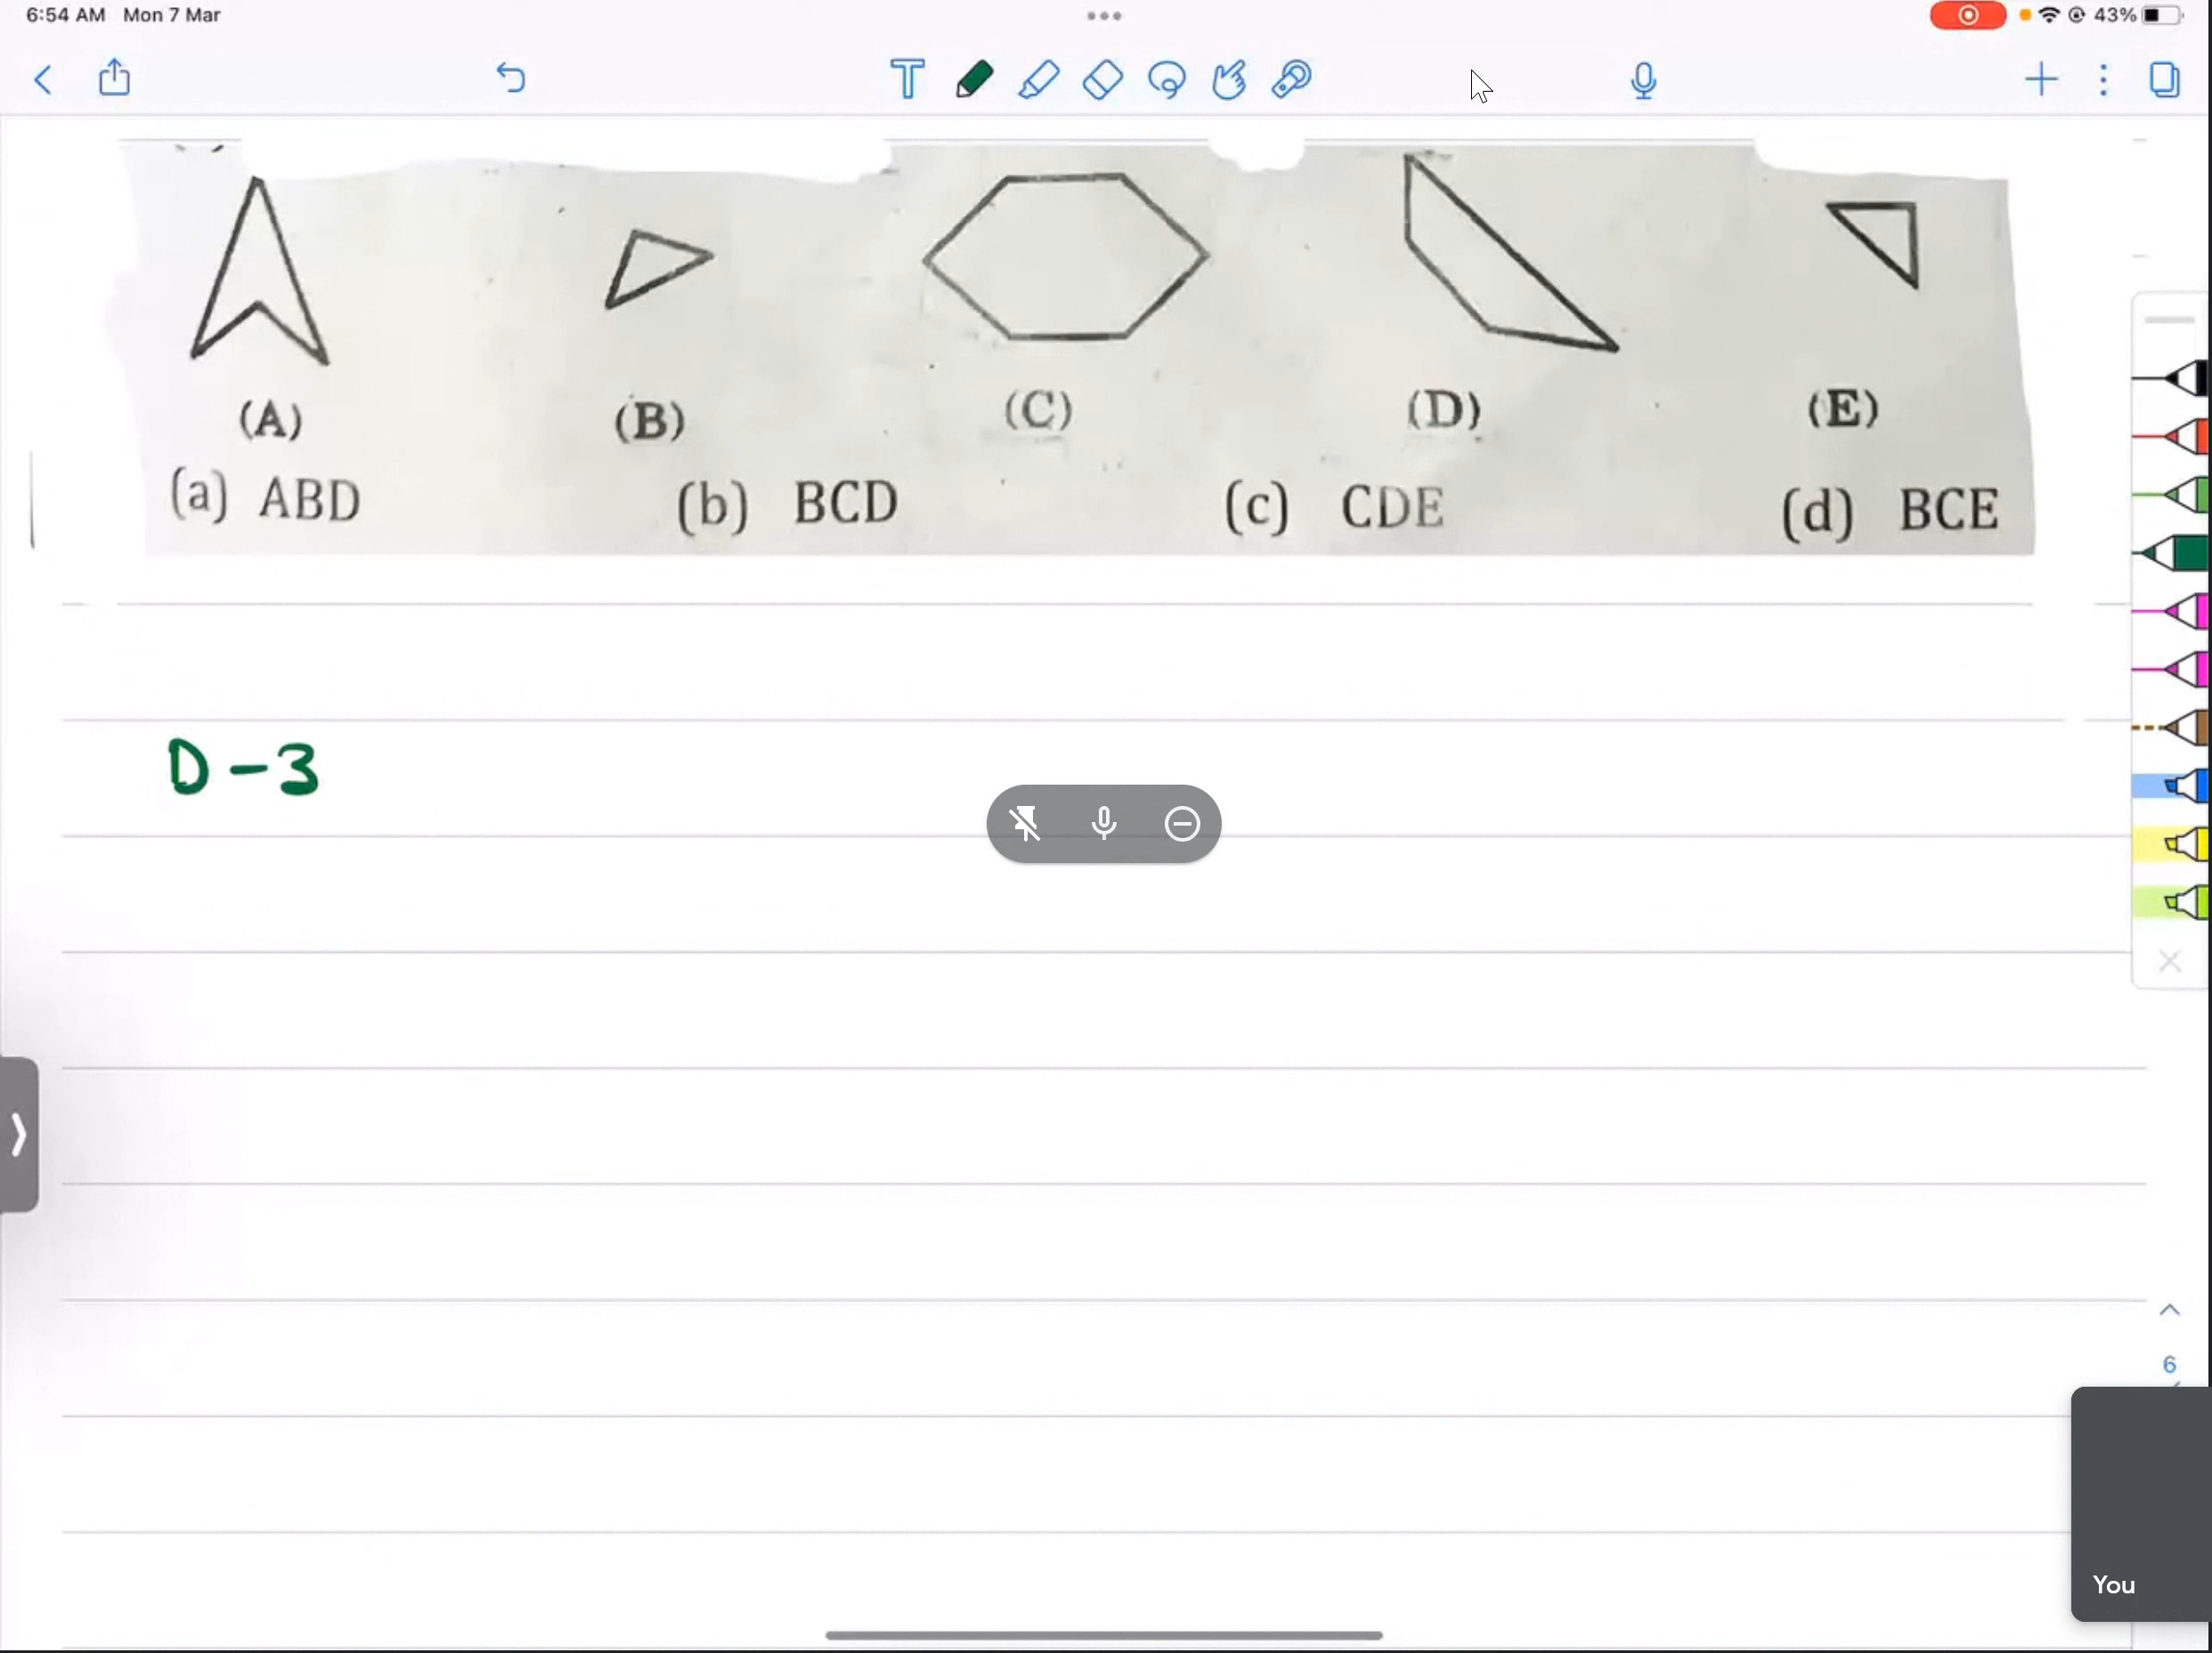 6:54 AM Mon 7 Mar
43%
(A) (B) (C) (D) (E)
(a) ABD (b) BCD (c) CDE (d) BCE
D - 3
6
You